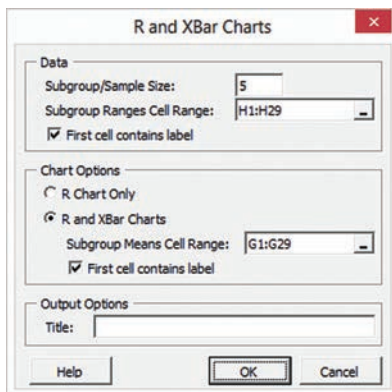 R and XBar Charts
Data
Subgroup/Sample Size: 5
Subgroup Ranges Cell Range: H1:H29
First cell contains label
Chart Options
R Chart Only
R and XBar Charts
Subgroup Means Cell Range: G1:G29
First cell contains label
Output Options
Title:
Help OK Cancel